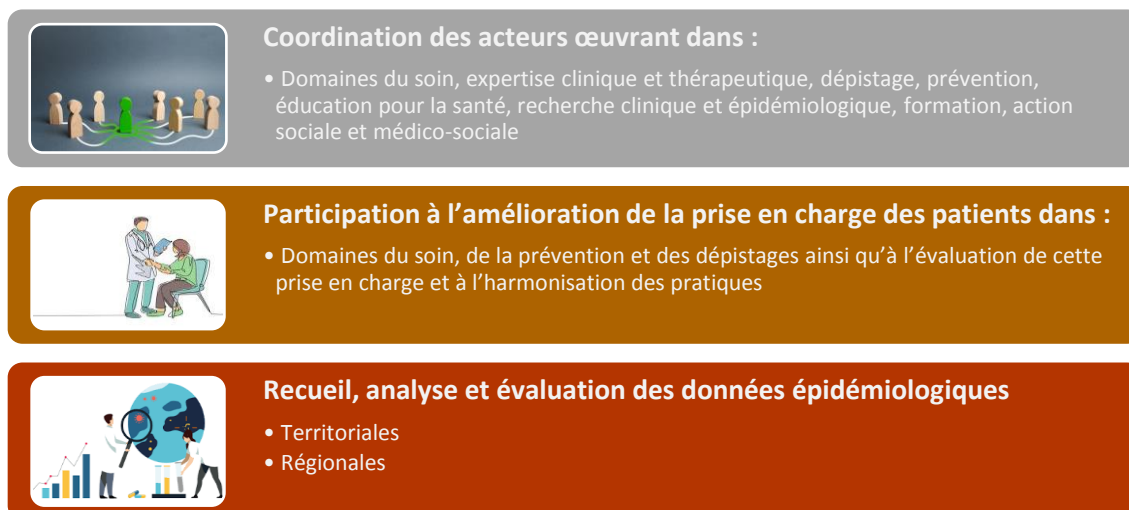 Coordination des acteurs œuvrant dans :
• Domaines du soin, expertise clinique et thérapeutique, dépistage, prévention,
éducation pour la santé, recherche clinique et épidémiologique, formation, action
sociale et médico-sociale
Participation à l’amélioration de la prise en charge des patients dans :
• Domaines du soin, de la prévention et des dépistages ainsi qu’à l’évaluation de cette
prise en charge et à l’harmonisation des pratiques
Recueil, analyse et évaluation des données épidémiologiques
• Territoriales
• Régionales